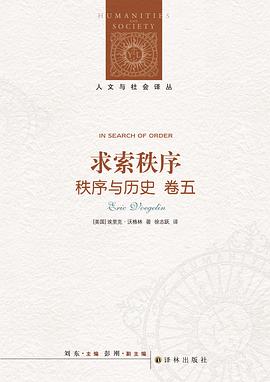 HUMANITIES
AND
SOCIETY
人文与社会译丛
IN SEARCH OF ORDER
求索秩序
秩序与历史 卷五
Eric Voegelin
[美国] 埃里克·沃格林 著 徐志跃 译
刘东·主编 彭刚·副主编
译林出版社